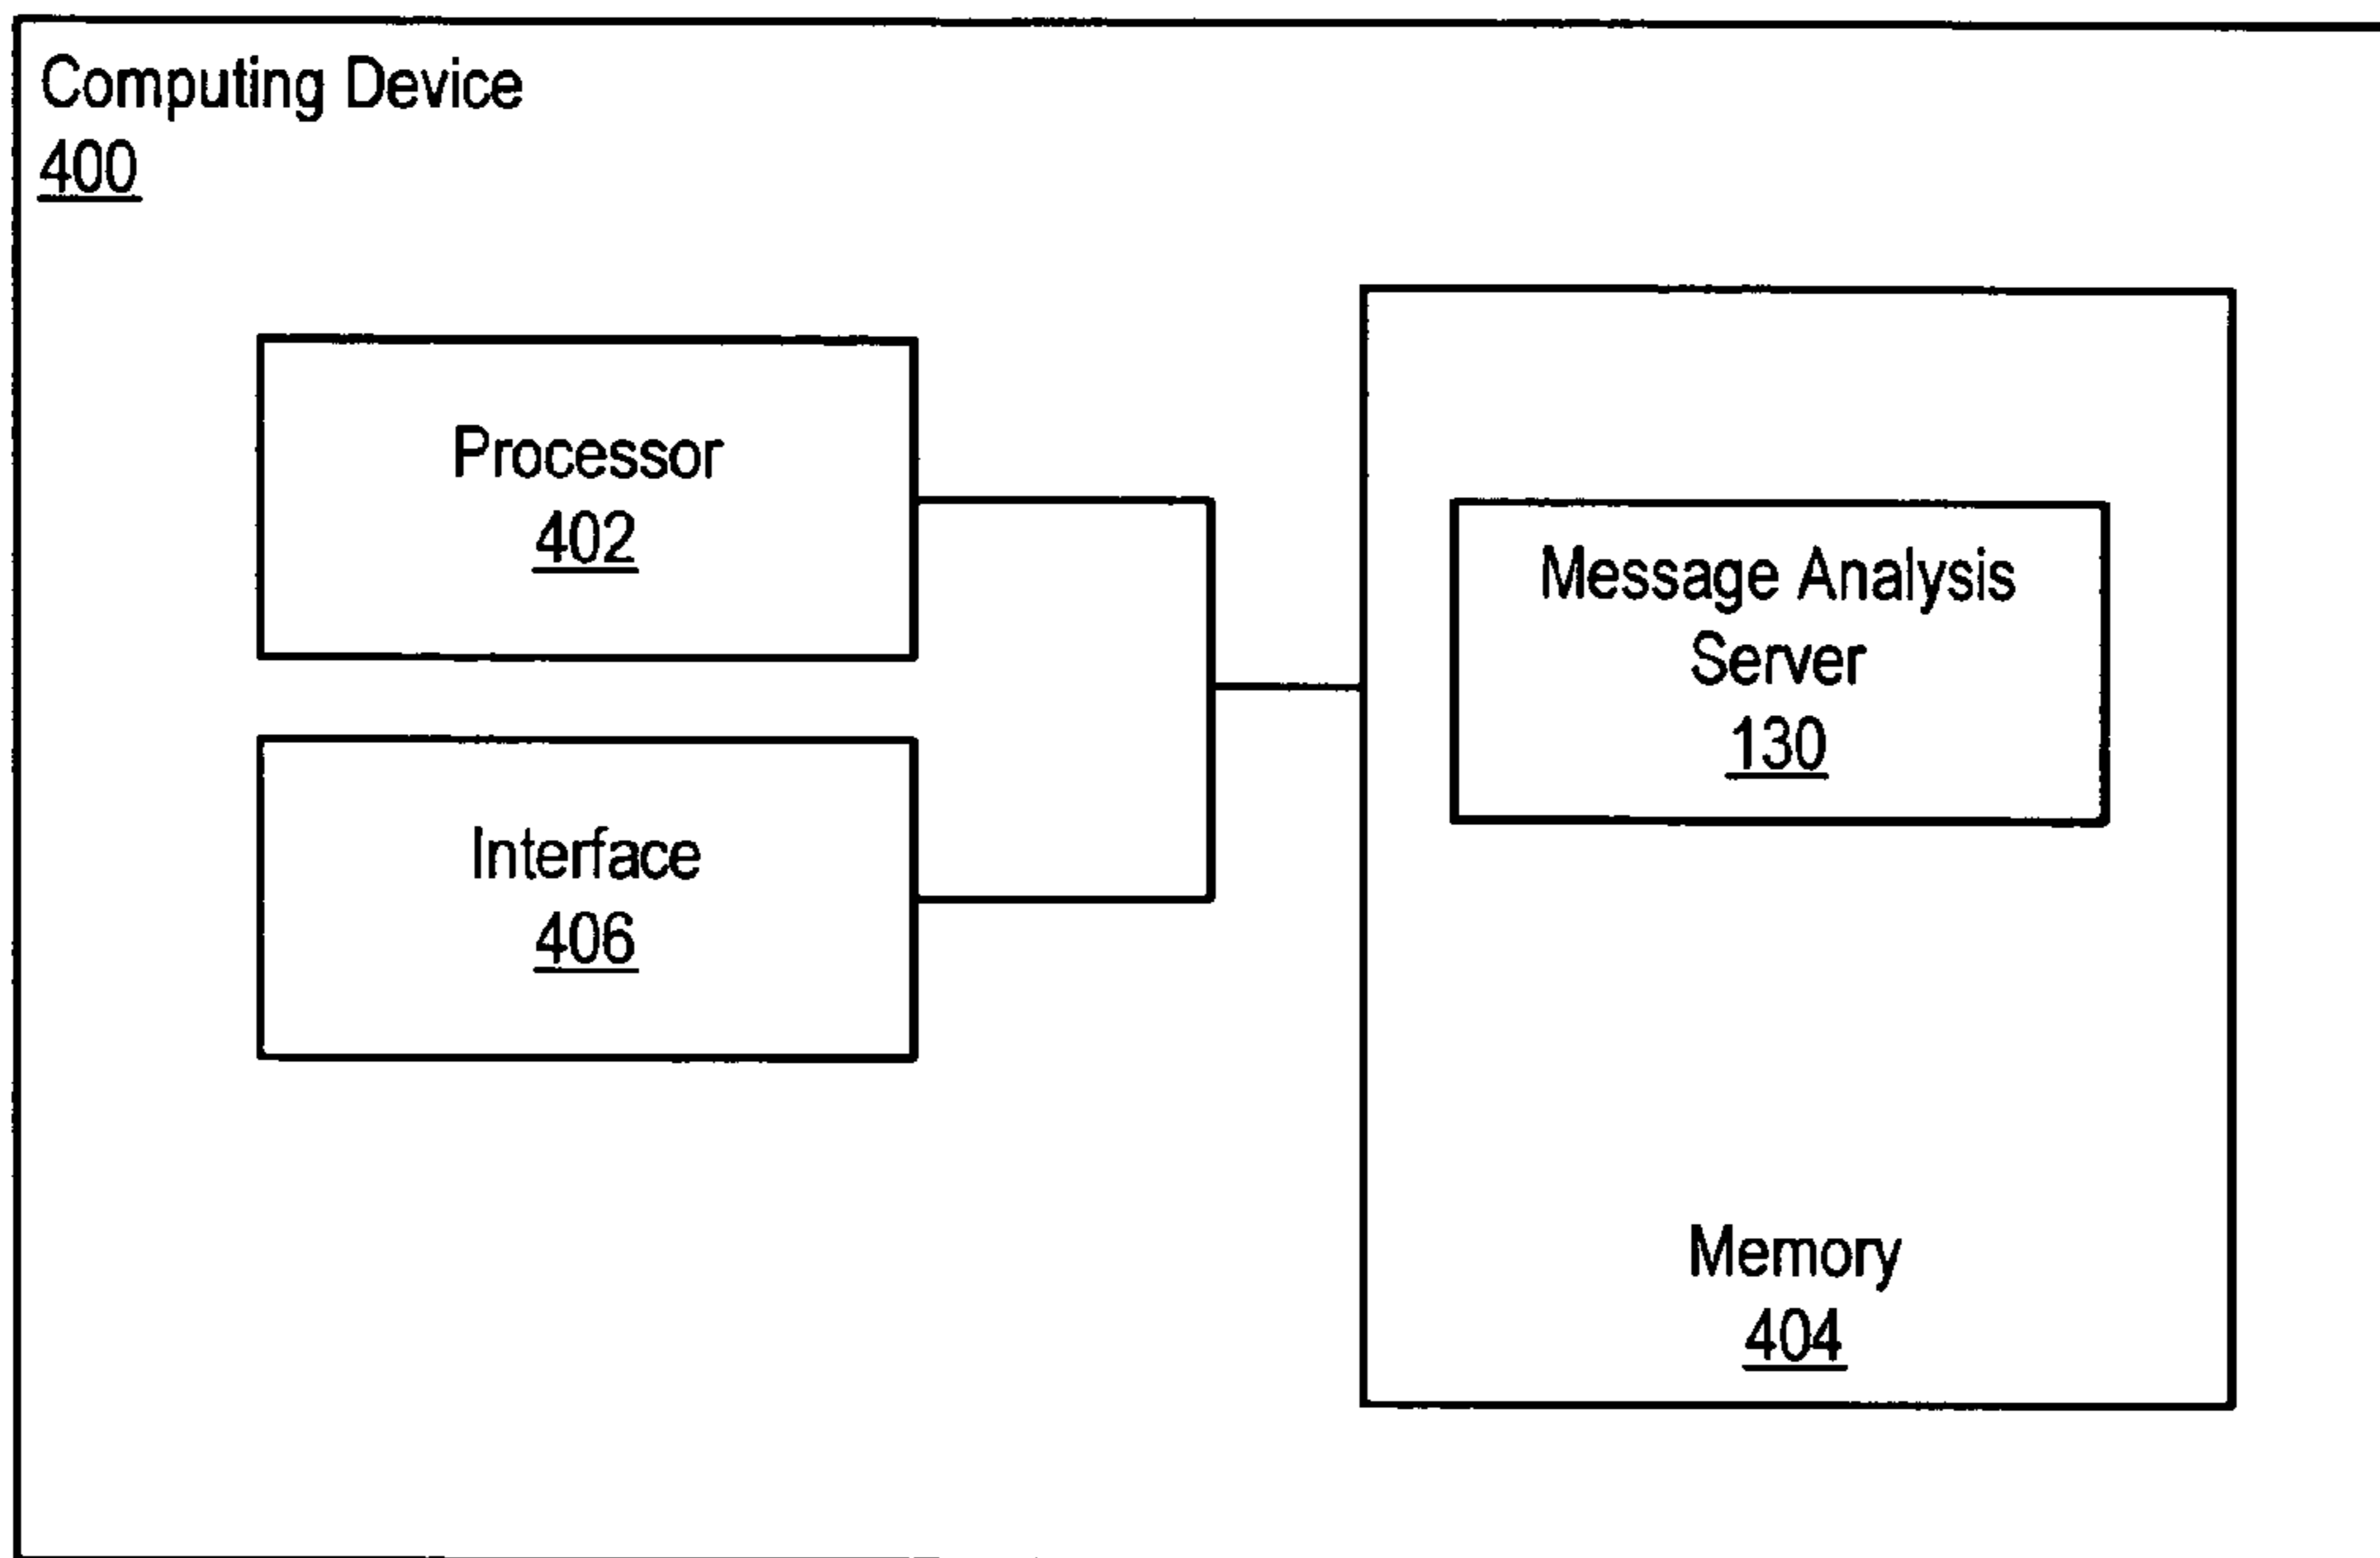 Computing Device
400
Processor
402
Interface
406
Message Analysis
Server
130
Memory
404